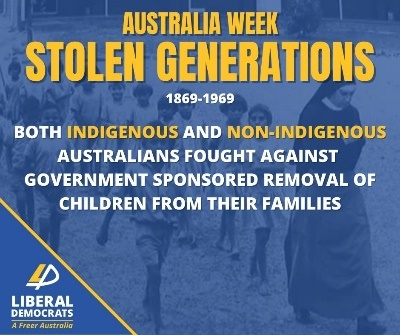 AUSTRALIA WEEK
STOLEN GENERATIONS
1869-1969
BOTH INDIGENOUS AND NON-INDIGENOUS
AUSTRALIANS FOUGHT AGAINST
GOVERNMENT SPONSORED REMOVAL OF
CHILDREN FROM THEIR FAMILIES
LIBERAL
DEMOCRATS
A Freer Australia